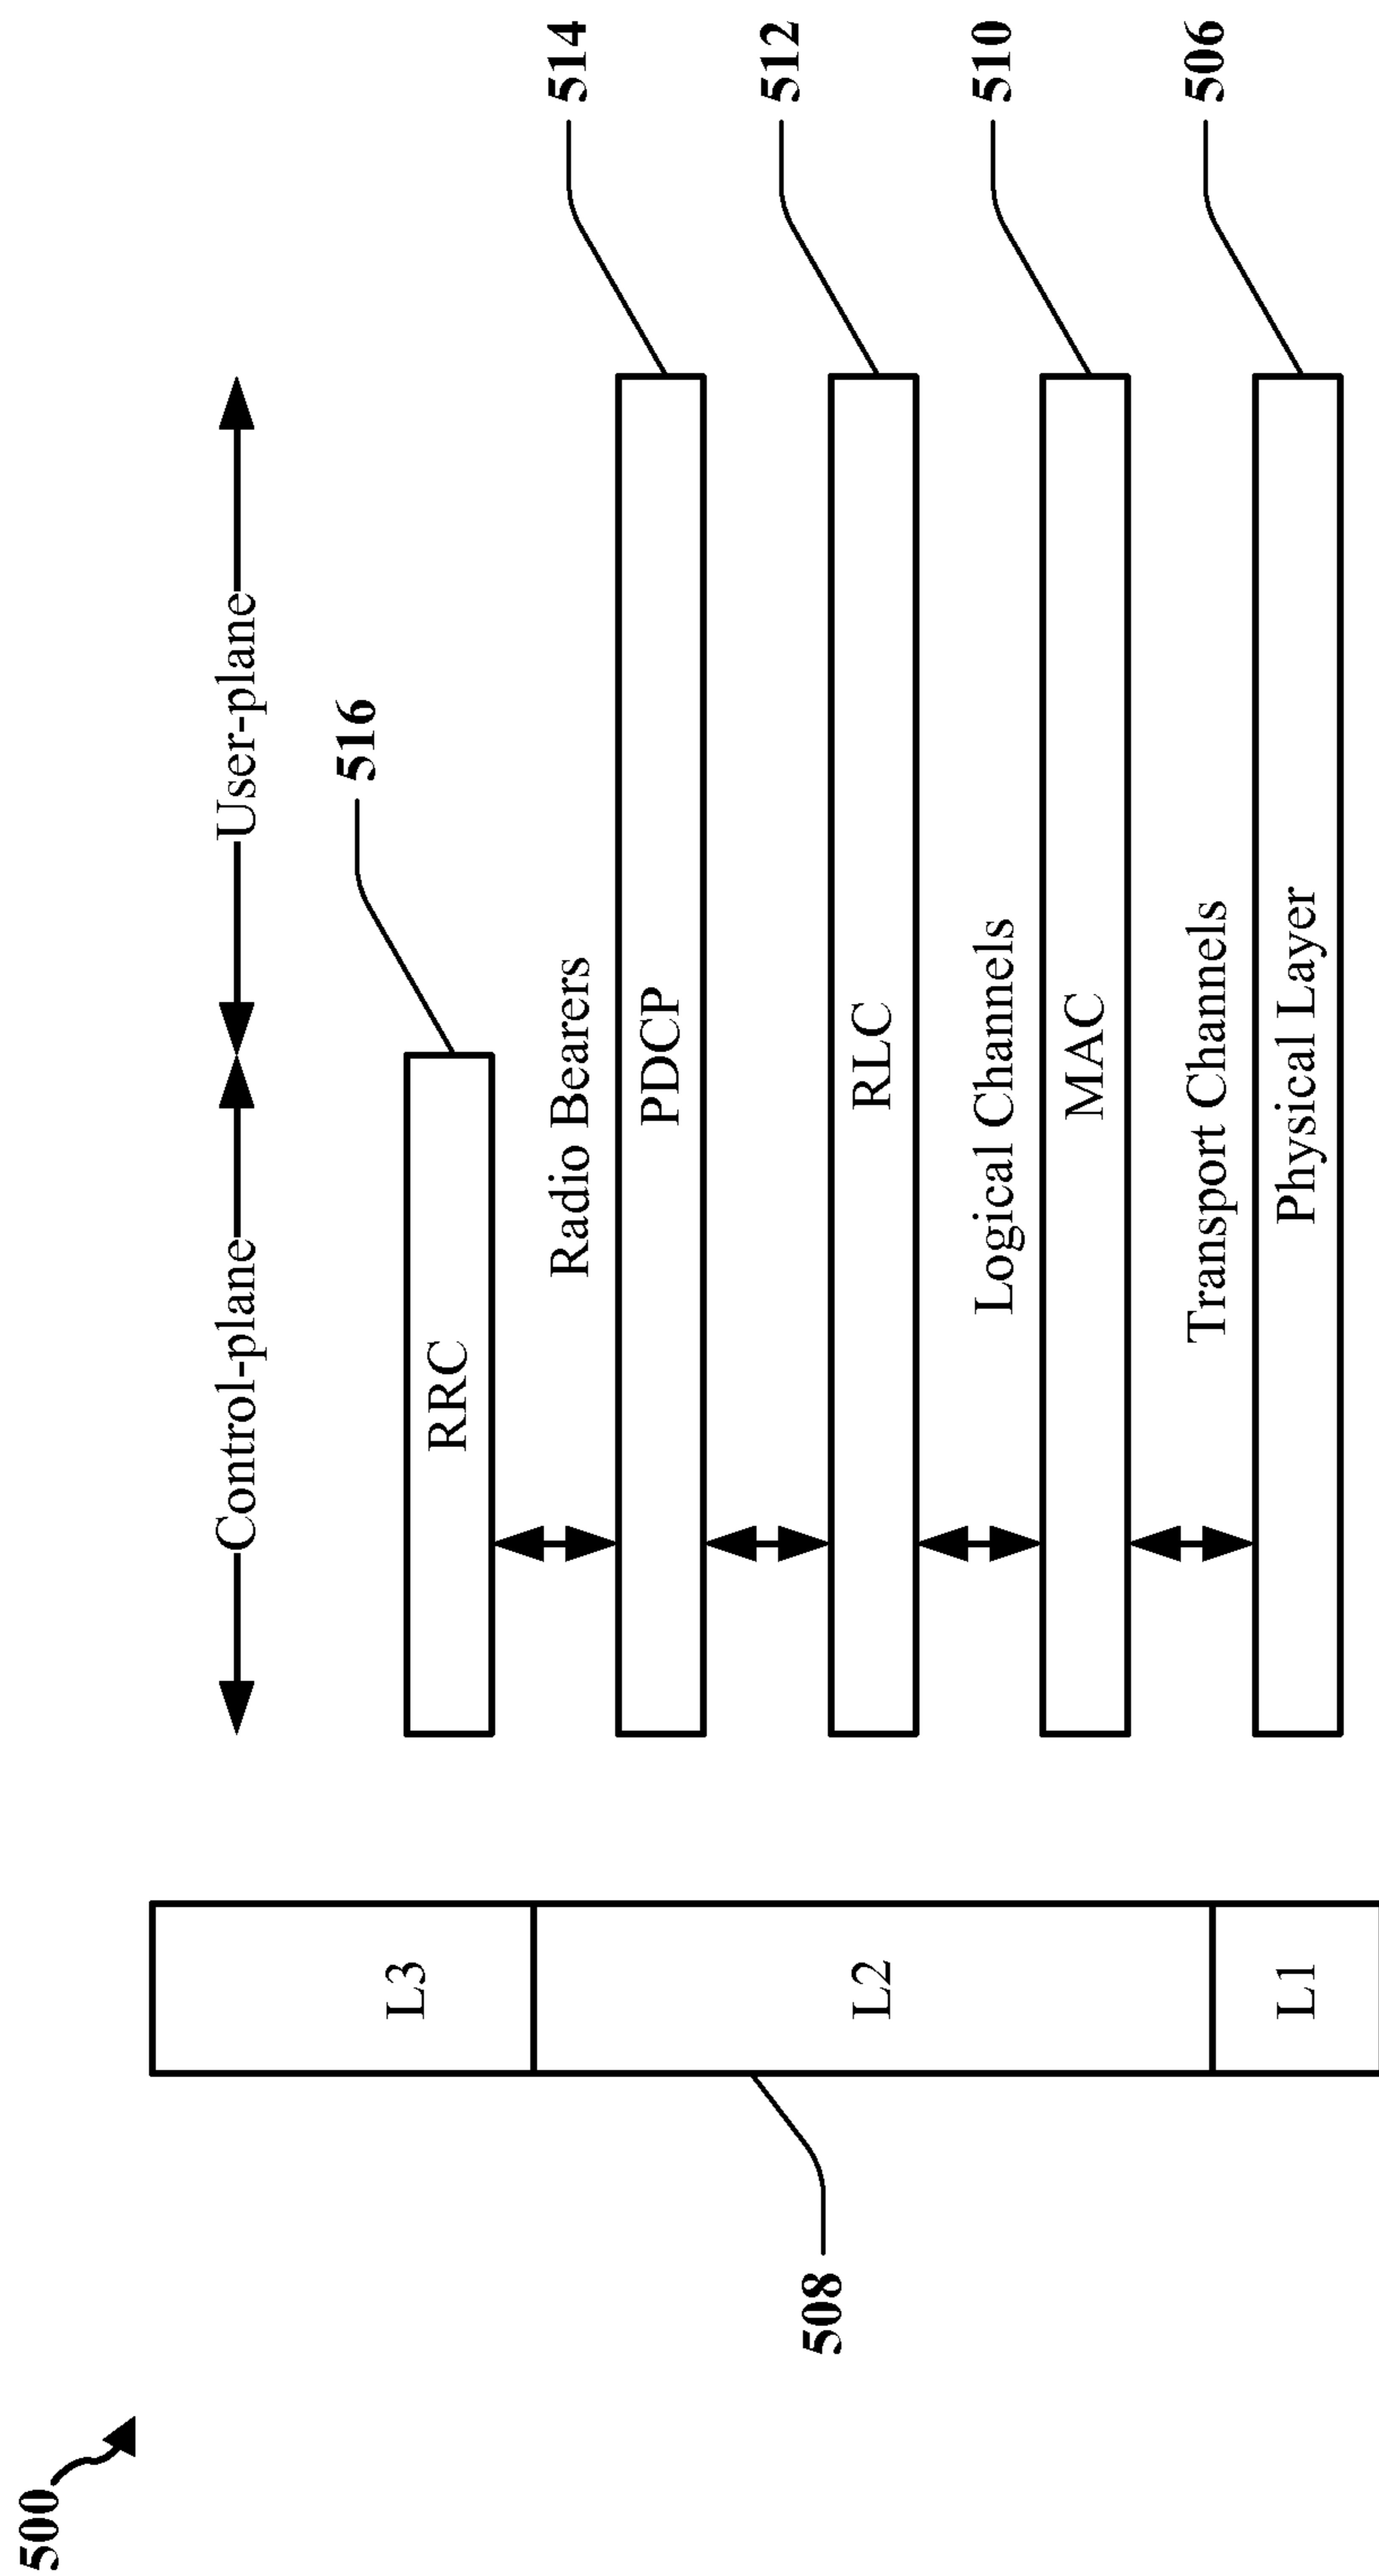 500
Control-plane
User-plane
516
RRC
L3
Radio Bearers
514
PDCP
508
L2
512
RLC
Logical Channels
510
MAC
Transport Channels
506
L1
Physical Layer